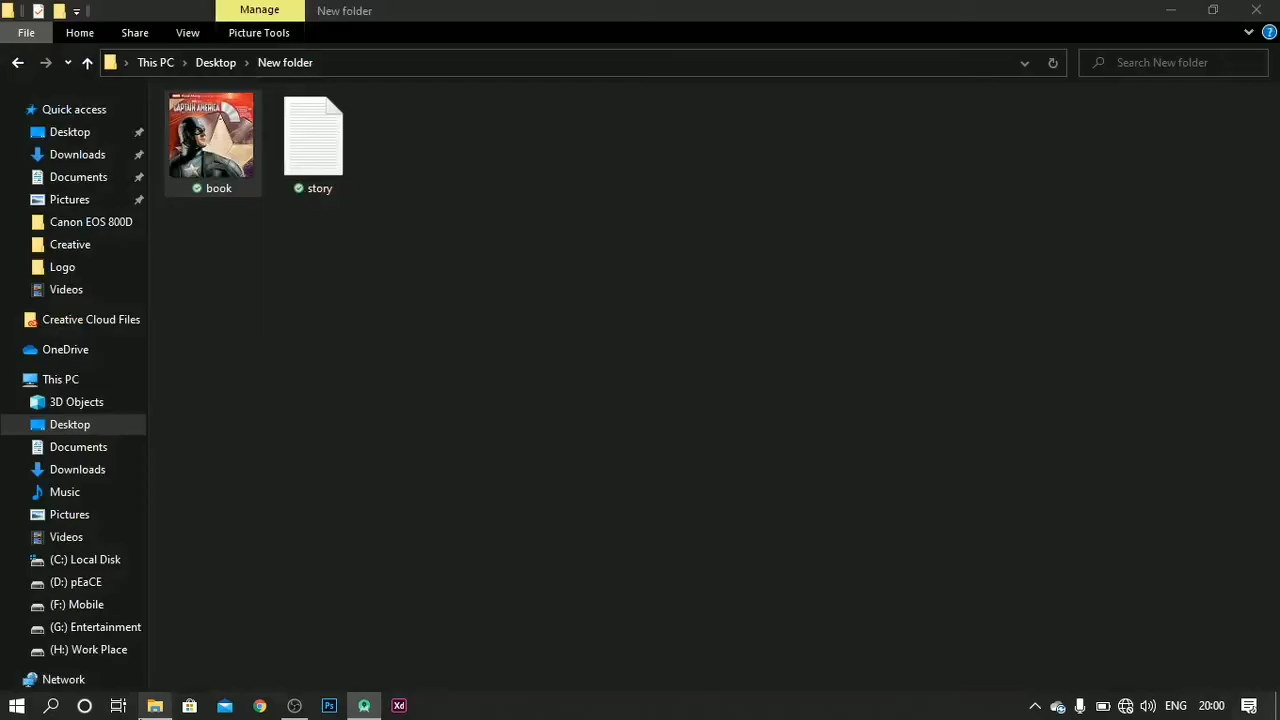 Manage
New folder
File
Home
Share
View
Picture Tools
This PC
Desktop
New folder
Search New folder
Quick access
Desktop
Downloads
Documents
Pictures
Canon EOS 800D
Creative
Logo
Videos
Creative Cloud Files
OneDrive
This PC
3D Objects
Desktop
Documents
Downloads
Music
Pictures
Videos
(C:) Local Disk
(D:) pEaCE
(F:) Mobile
(G:) Entertainment
(H:) Work Place
Network
CAPTAIN AMERICA
book
story
Ps
Xd
ENG
20:00